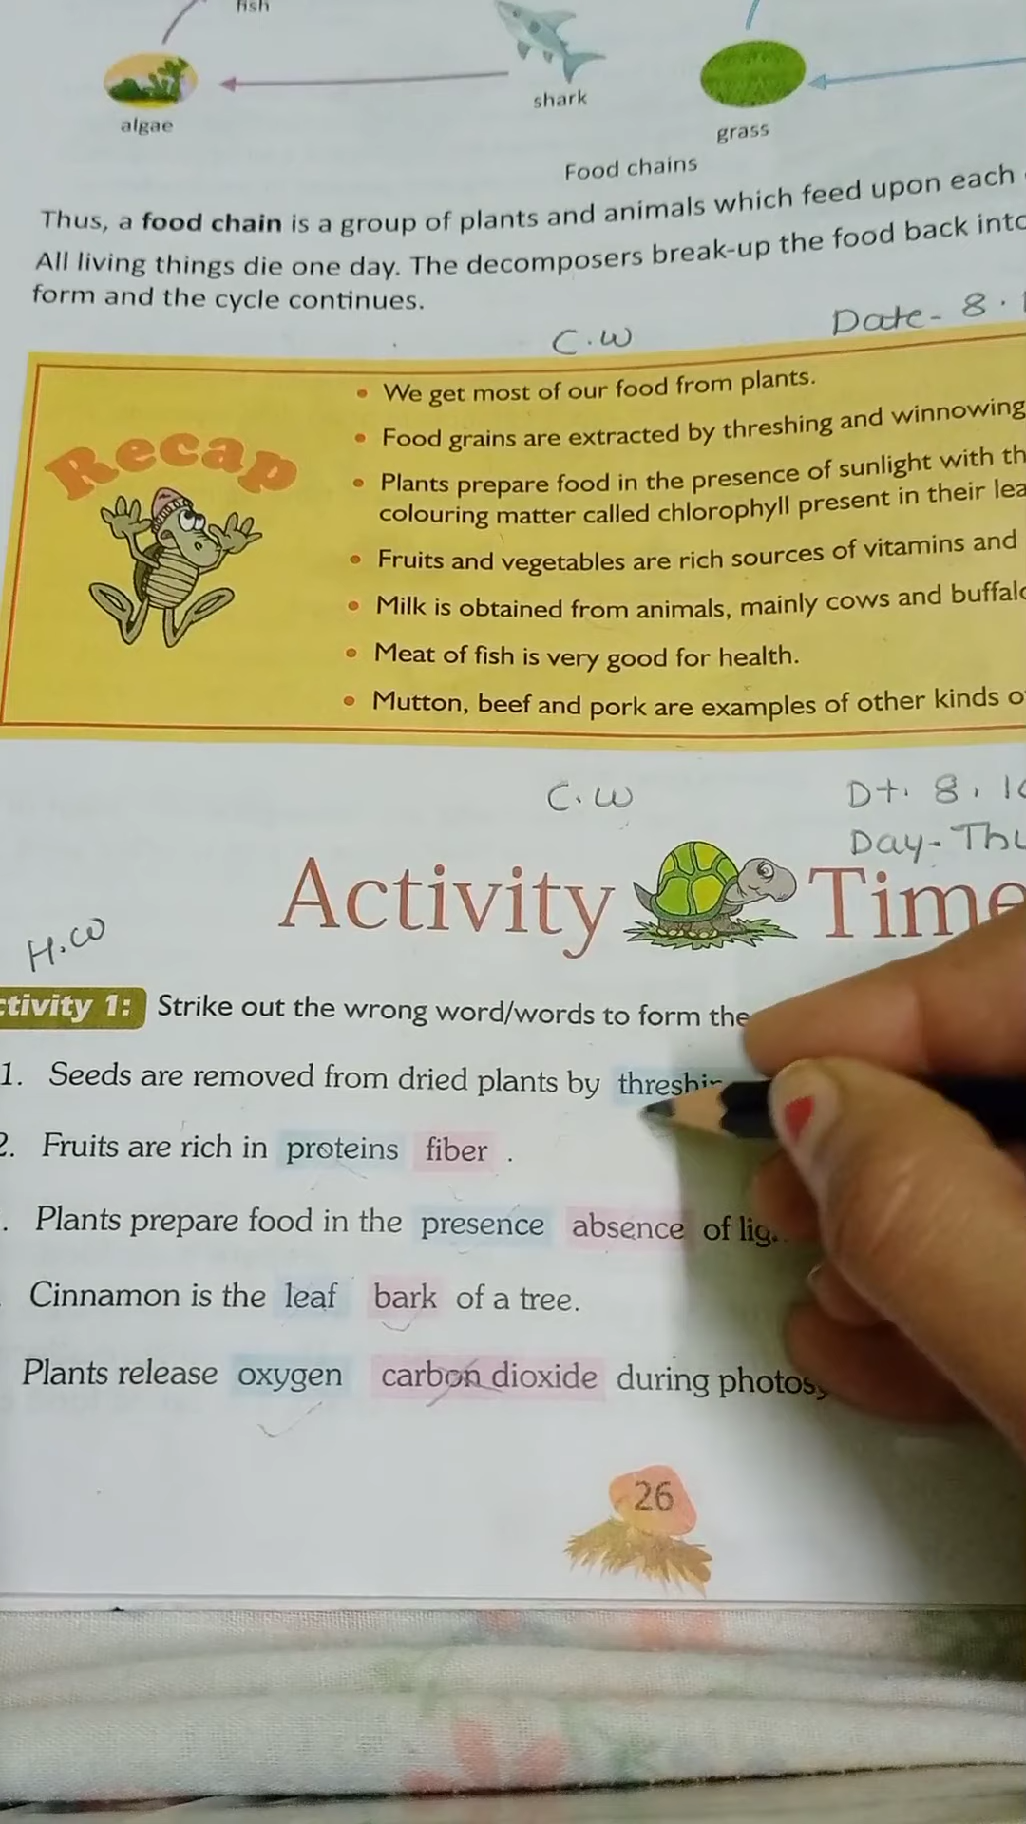 fish
algae
shark
grass
Food chains
Thus, a food chain is a group of plants and animals which feed upon each
All living things die one day. The decomposers break-up the food back into
form and the cycle continues.
C.W
Date - 8 .
Recap
• We get most of our food from plants.
• Food grains are extracted by threshing and winnowing
• Plants prepare food in the presence of sunlight with
colouring matter called chlorophyll present in their
• Fruits and vegetables are rich sources of vitamins and
• Milk is obtained from animals, mainly cows and
• Meat of fish is very good for health.
• Mutton, beef and pork are examples of other kinds
C.W
Dt. 8.
Day-
Activity Time
H.W
1: Strike out the wrong word/words to form the
1. Seeds are removed from dried plants by
2. Fruits are rich in proteins fiber .
. Plants prepare food in the presence absence of
Cinnamon is the leaf bark of a tree.
Plants release oxygen carbon dioxide during
26